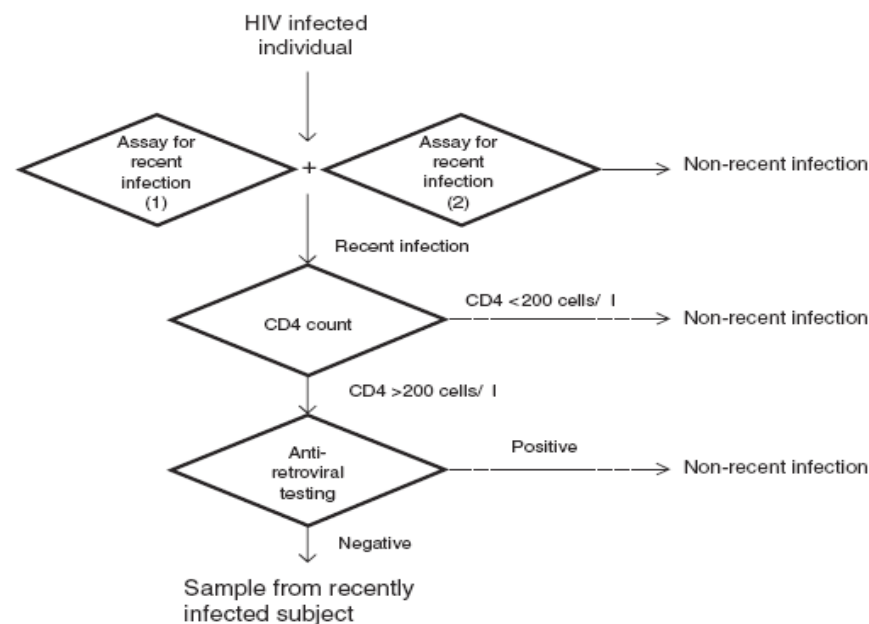 HIV infected
individual
Assay for
recent
infection
(1)
+
Assay for
recent
infection
(2)
Non-recent infection
Recent infection
CD4 count
CD4 <200 cells/ l
Non-recent infection
CD4 >200 cells/ l
Anti-
retroviral
testing
Positive
Non-recent infection
Negative
Sample from recently
infected subject